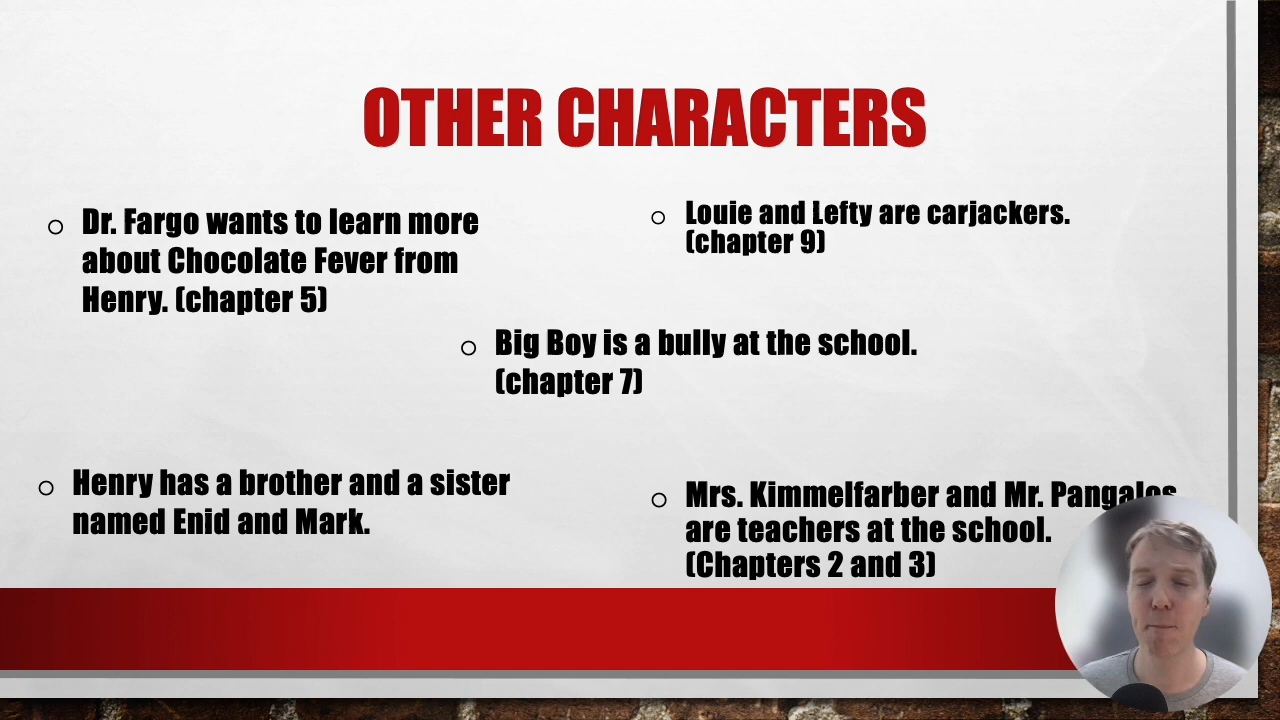 OTHER CHARACTERS
Dr. Fargo wants to learn more
about Chocolate Fever from
Henry. (chapter 5)
Louie and Lefty are carjackers.
(chapter 9)
Big Boy is a bully at the school.
(chapter 7)
Henry has a brother and a sister
named Enid and Mark.
Mrs. Kimmelfarber and Mr. Pangalos
are teachers at the school.
(Chapters 2 and 3)